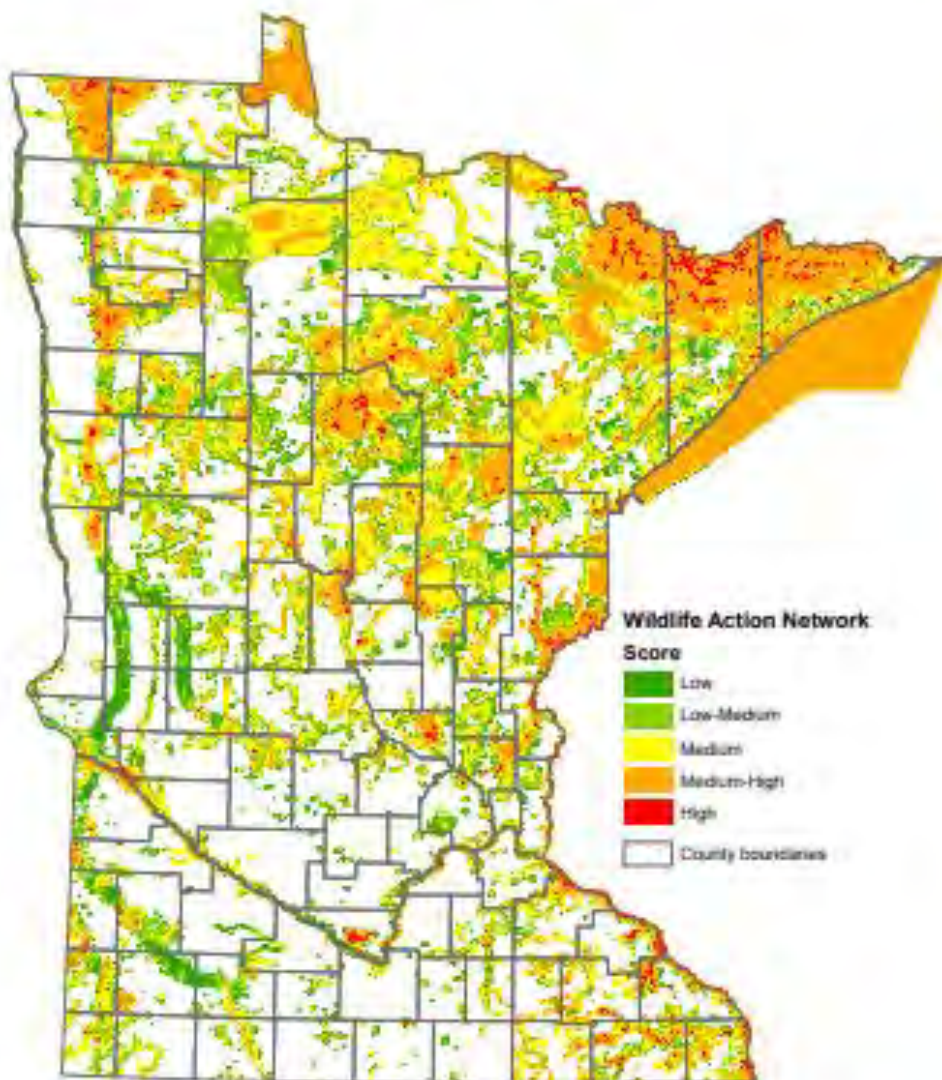 Wildlife Action Network
Score
Low
Low-Medium
Medium
Medium-High
High
County boundaries